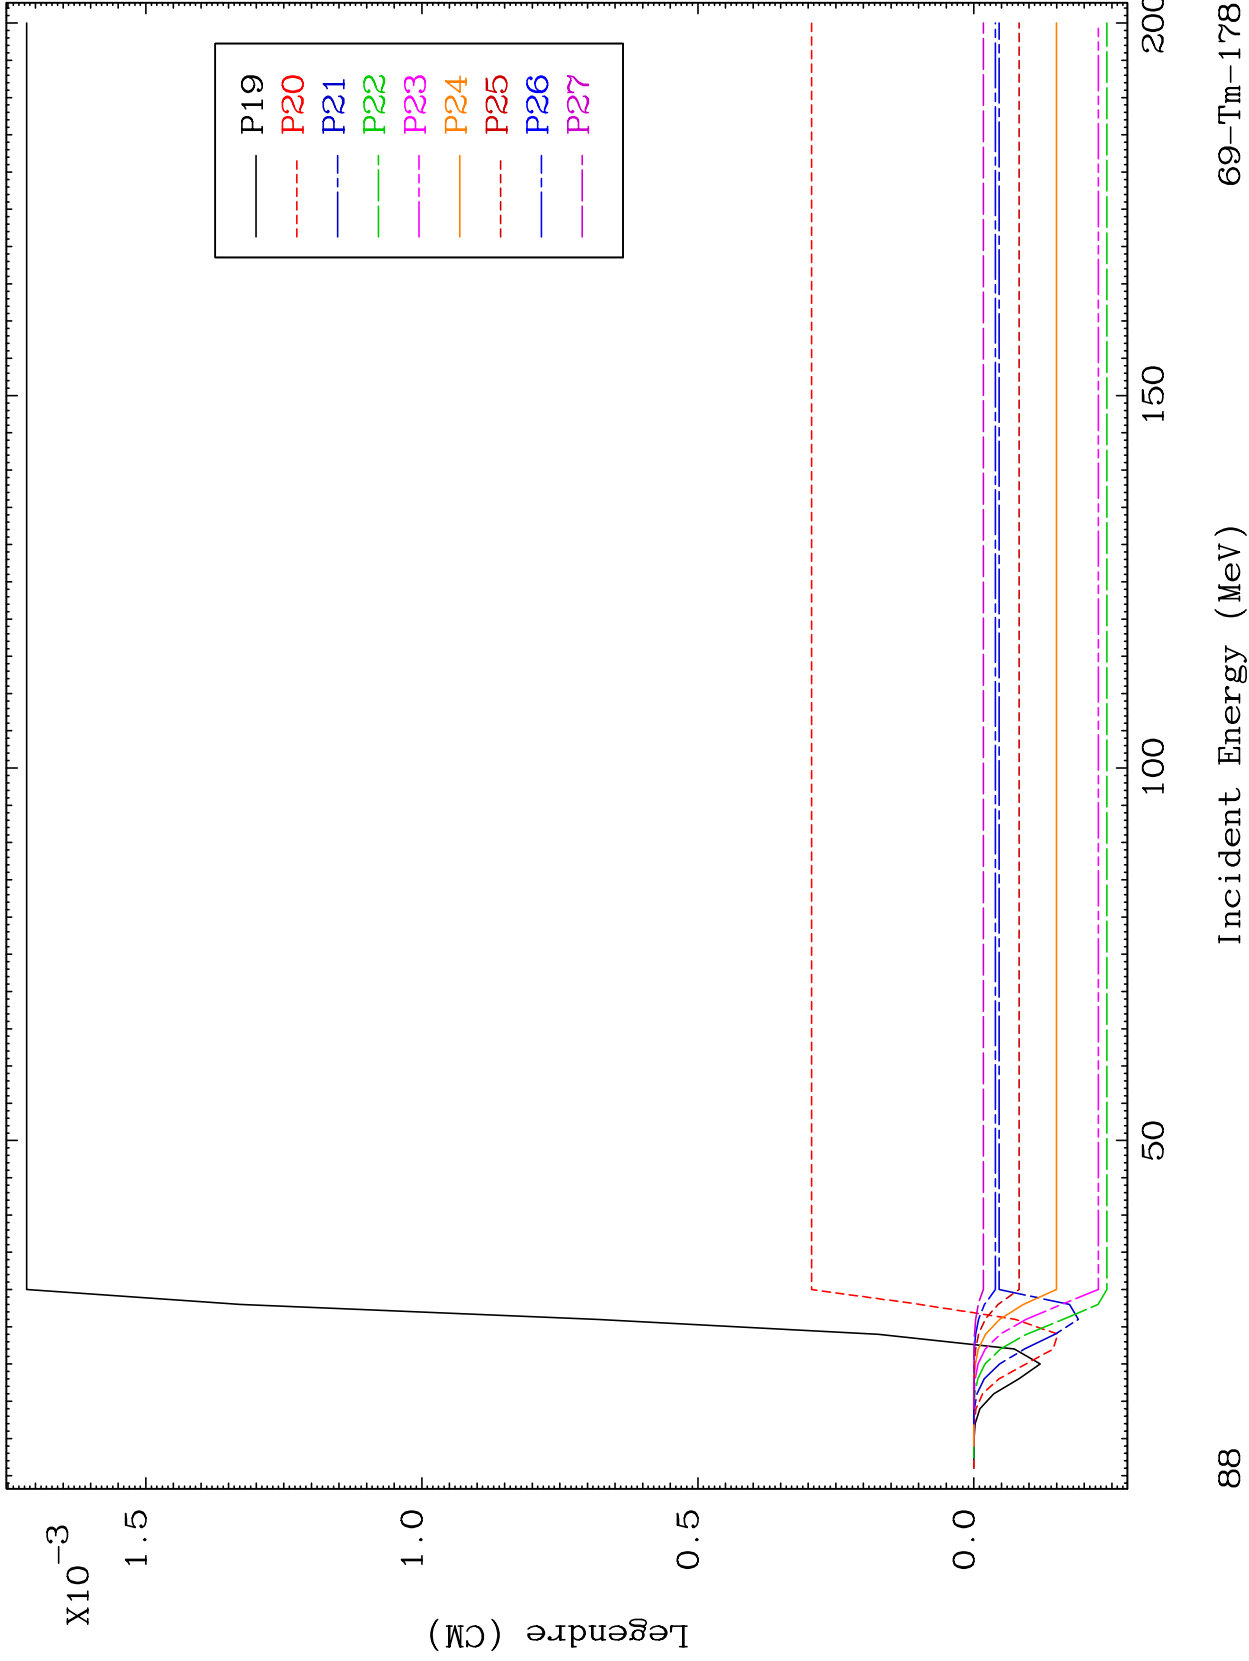 X10-3
1.5
1.0
0.5
0.0
Legendre (CM)
P19
P20
P21
P22
P23
P24
P25
P26
P27
50
100
150
200
Incident Energy (MeV)
88
69-Tm-178